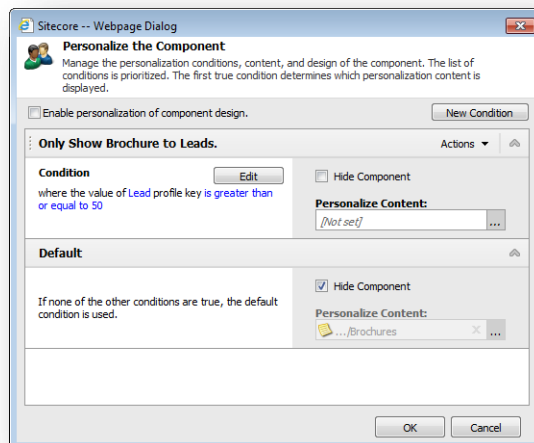 Sitecore -- Webpage Dialog
Personalize the Component
Manage the personalization conditions, content, and design of the component. The list of
conditions is prioritized. The first true condition determines which personalization content is
displayed.
Enable personalization of component design.
New Condition
Only Show Brochure to Leads.
Actions
Condition
Edit
where the value of Lead profile key is greater than
or equal to 50
Hide Component
Personalize Content:
[Not set]
...
Default
If none of the other conditions are true, the default
condition is used.
Hide Component
Personalize Content:
.../Brochures
...
OK
Cancel